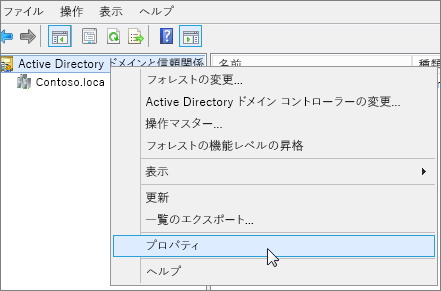 ファイル 操作 表示 ヘルプ
Active Directory ドメインと信頼関係
名前 種類
Contoso.loca
フォレストの変更...
Active Directory ドメイン コントローラーの変更...
操作マスター...
フォレストの機能レベルの昇格
表示
更新
一覧のエクスポート...
プロパティ
ヘルプ